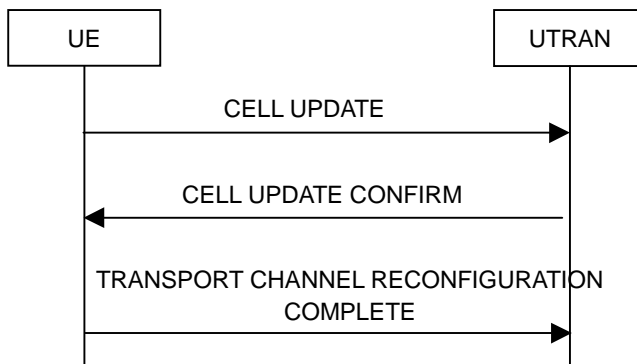 UE
UTRAN
CELL UPDATE
CELL UPDATE CONFIRM
TRANSPORT CHANNEL RECONFIGURATION
COMPLETE